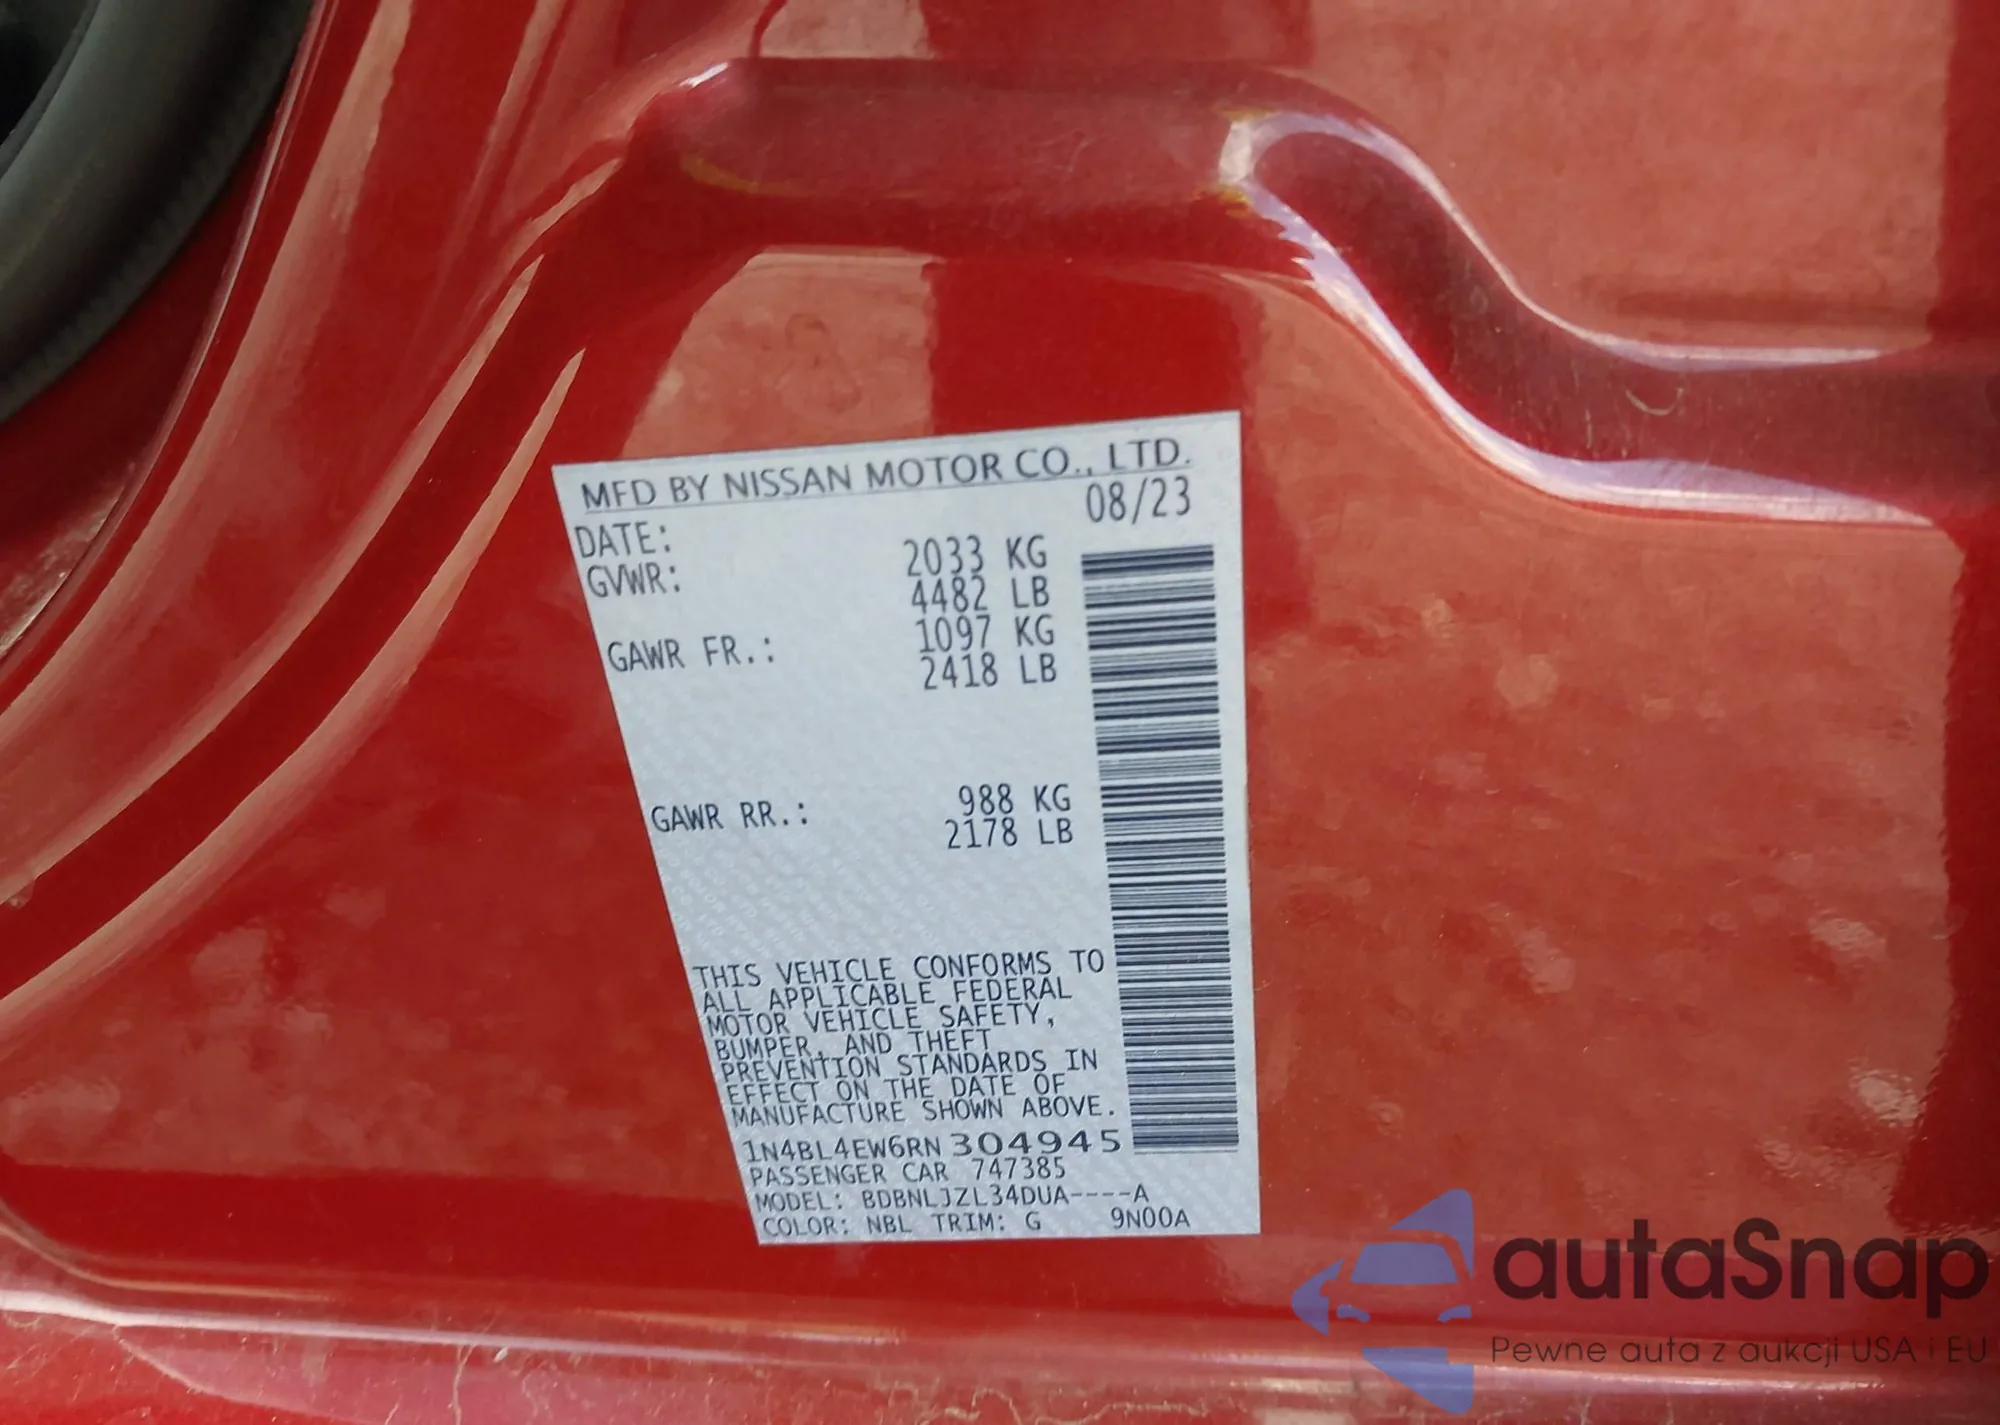 MFD BY NISSAN MOTOR CO., LTD.
DATE: 08/23
GVWR: 2033 KG
4482 LB
GAWR FR.: 1097 KG
2418 LB
GAWR RR.: 988 KG
2178 LB
THIS VEHICLE CONFORMS TO
ALL APPLICABLE FEDERAL
MOTOR VEHICLE SAFETY,
BUMPER, AND THEFT
PREVENTION STANDARDS IN
EFFECT ON THE DATE OF
MANUFACTURE SHOWN ABOVE.
1N4BL4EW6RN304945
PASSENGER CAR 747385
MODEL: BDBNLJZL34DUA----A
COLOR: NBL TRIM: G 9N00A
autaSnap
Pewne auta z aukcji USA i EU